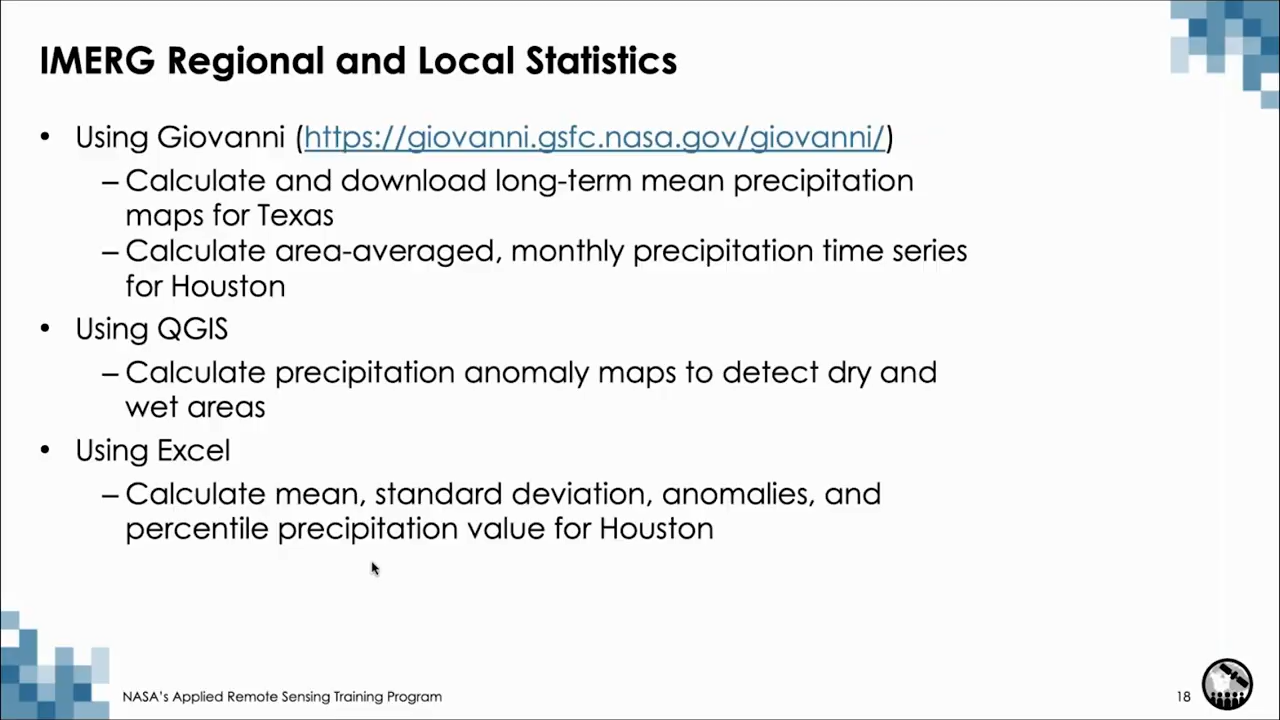 IMERG Regional and Local Statistics
• Using Giovanni (https://giovanni.gsfc.nasa.gov/giovanni/)
– Calculate and download long-term mean precipitation
maps for Texas
– Calculate area-averaged, monthly precipitation time series
for Houston
• Using QGIS
– Calculate precipitation anomaly maps to detect dry and
wet areas
• Using Excel
– Calculate mean, standard deviation, anomalies, and
percentile precipitation value for Houston
NASA's Applied Remote Sensing Training Program
18